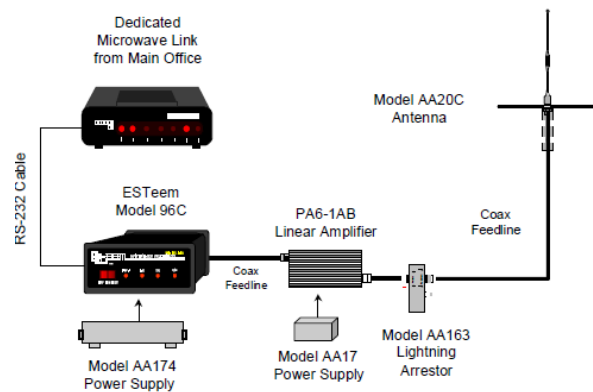 Dedicated
Microwave Link
from Main Office
Model AA20C
Antenna
RS-232 Cable
ESTeem
Model 96C
PA6-1AB
Linear Amplifier
Coax
Feedline
Coax
Feedline
Model AA174
Power Supply
Model AA17
Power Supply
Model AA163
Lightning
Arrestor